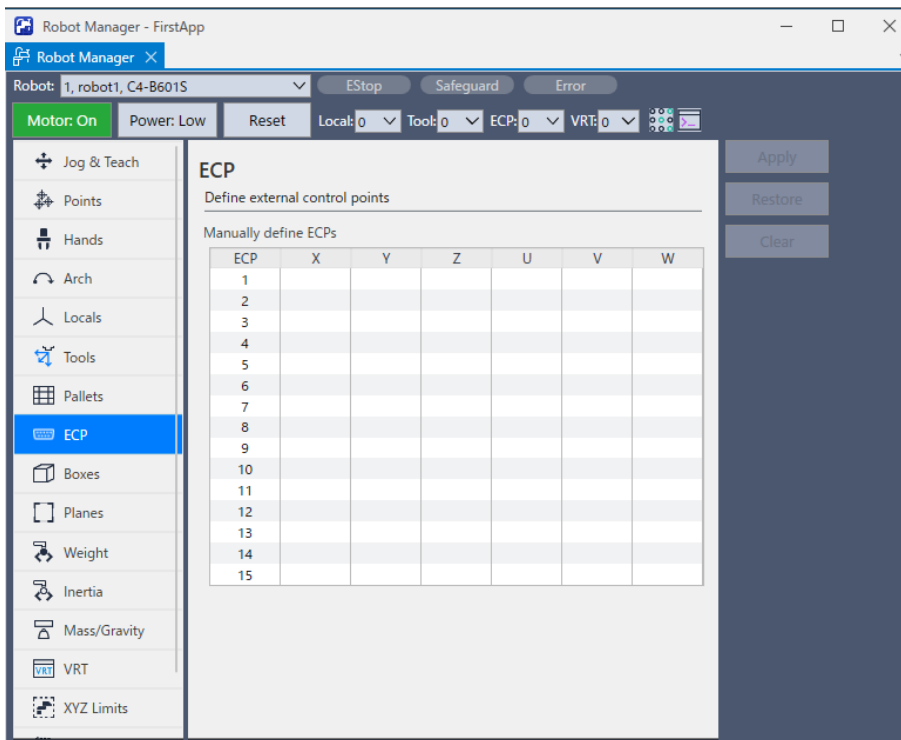 Robot Manager - FirstApp
Robot Manager
Robot: 1, robot1, C4-B601S EStop Safeguard Error
Motor: On Power: Low Reset Local: 0 Tool: 0 ECP: 0 VRT: 0
Jog & Teach
Points
Hands
Arch
Locals
Tools
Pallets
ECP
Boxes
Planes
Weight
Inertia
Mass/Gravity
VRT VRT
XYZ Limits
ECP
Define external control points
Manually define ECPs
ECP X Y Z U V W
1
2
3
4
5
6
7
8
9
10
11
12
13
14
15
Apply
Restore
Clear